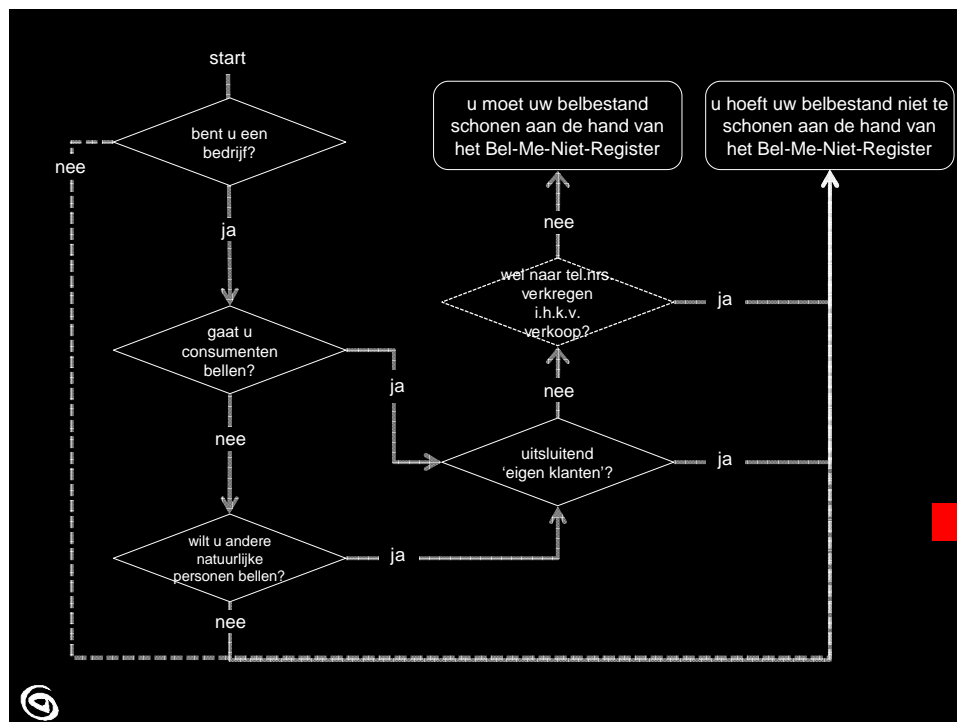 start
bent u een
bedrijf?
nee
ja
gaat u
consumenten
bellen?
ja
nee
wilt u andere
natuurlijke
personen bellen?
ja
nee
u moet uw belbestand
schonen aan de hand van
het Bel-Me-Niet-Register
u hoeft uw belbestand niet te
schonen aan de hand van
het Bel-Me-Niet-Register
nee
wel naar tel.nrs.
verkregen
i.h.k.v.
verkoop?
ja
nee
uitsluitend
‘eigen klanten’?
ja